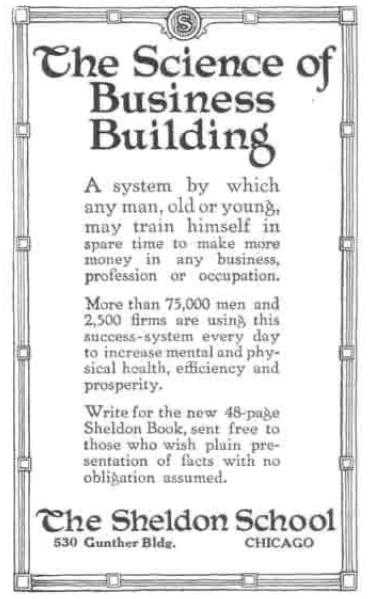 S
The Science of
Business
Building
A system by which
any man, old or young,
may train himself in
spare time to make more
money in any business,
profession or occupation.
More than 75,000 men and
2,500 firms are using this
success-system every day
to increase mental and phy-
sical health, efficiency and
prosperity.
Write for the new 48-page
Sheldon Book, sent free to
those who wish plain pre-
sentation of facts with no
obligation assumed.
The Sheldon School
530 Gunther Bldg. CHICAGO